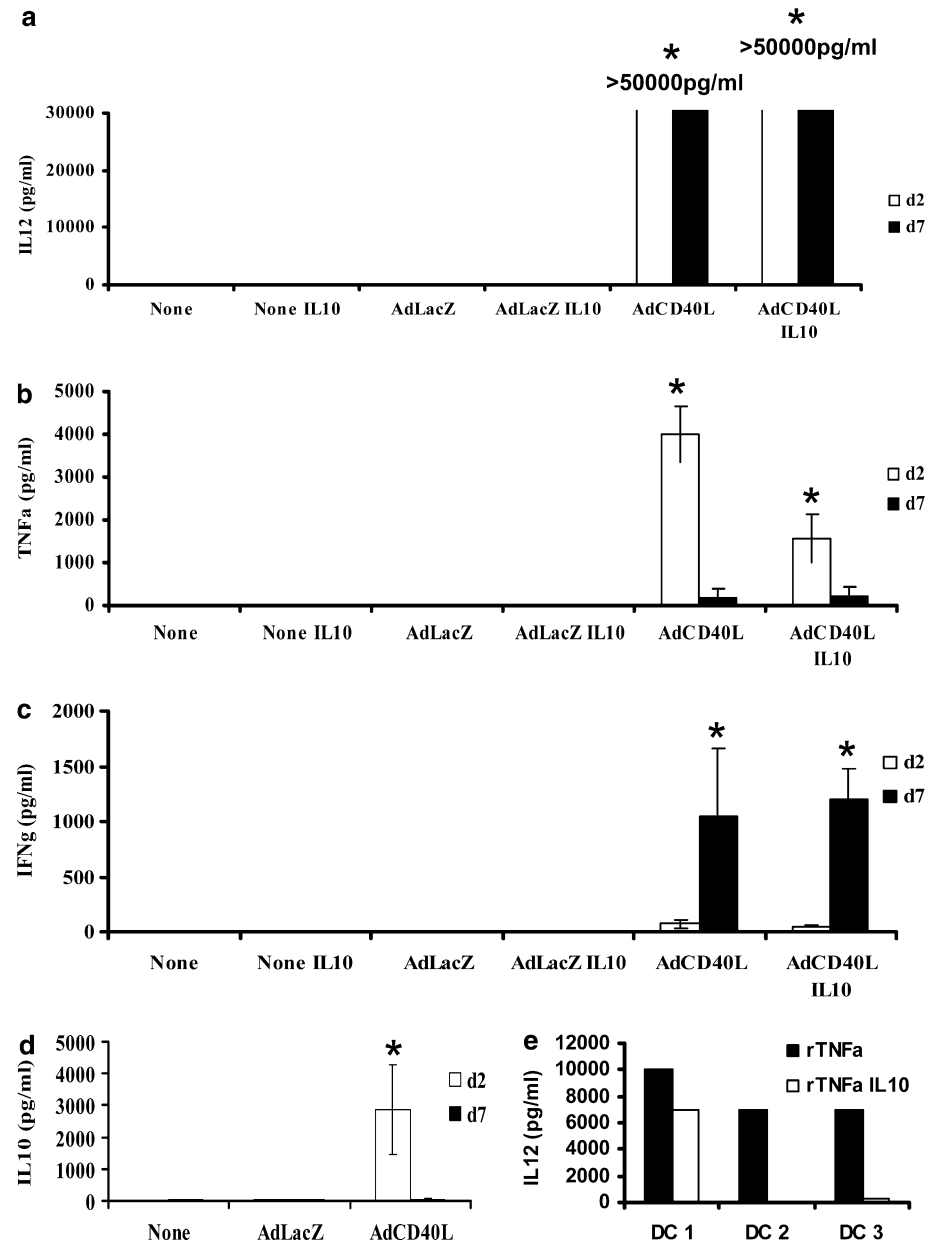 a
*
>50000pg/ml
*
>50000pg/ml
IL12 (pg/ml)
30000
20000
10000
0
d2
d7
None
None IL10
AdLacZ
AdLacZ IL10
AdCD40L
AdCD40L
IL10
b
TNFa (pg/ml)
5000
4000
3000
2000
1000
0
*
*
d2
d7
None
None IL10
AdLacZ
AdLacZ IL10
AdCD40L
AdCD40L
IL10
c
IFNg (pg/ml)
2000
1500
1000
500
0
*
*
d2
d7
None
None IL10
AdLacZ
AdLacZ IL10
AdCD40L
AdCD40L
IL10
d
IL10 (pg/ml)
5000
4000
3000
2000
1000
0
*
d2
d7
None
AdLacZ
AdCD40L
e
IL12 (pg/ml)
12000
10000
8000
6000
4000
2000
0
rTNFa
rTNFa IL10
DC 1
DC 2
DC 3